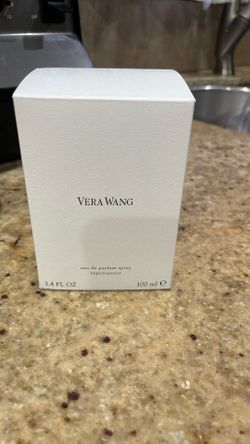 VERA WANG
eau de parfum spray
vaporisateur
3.4 FL OZ 100 ml ℮